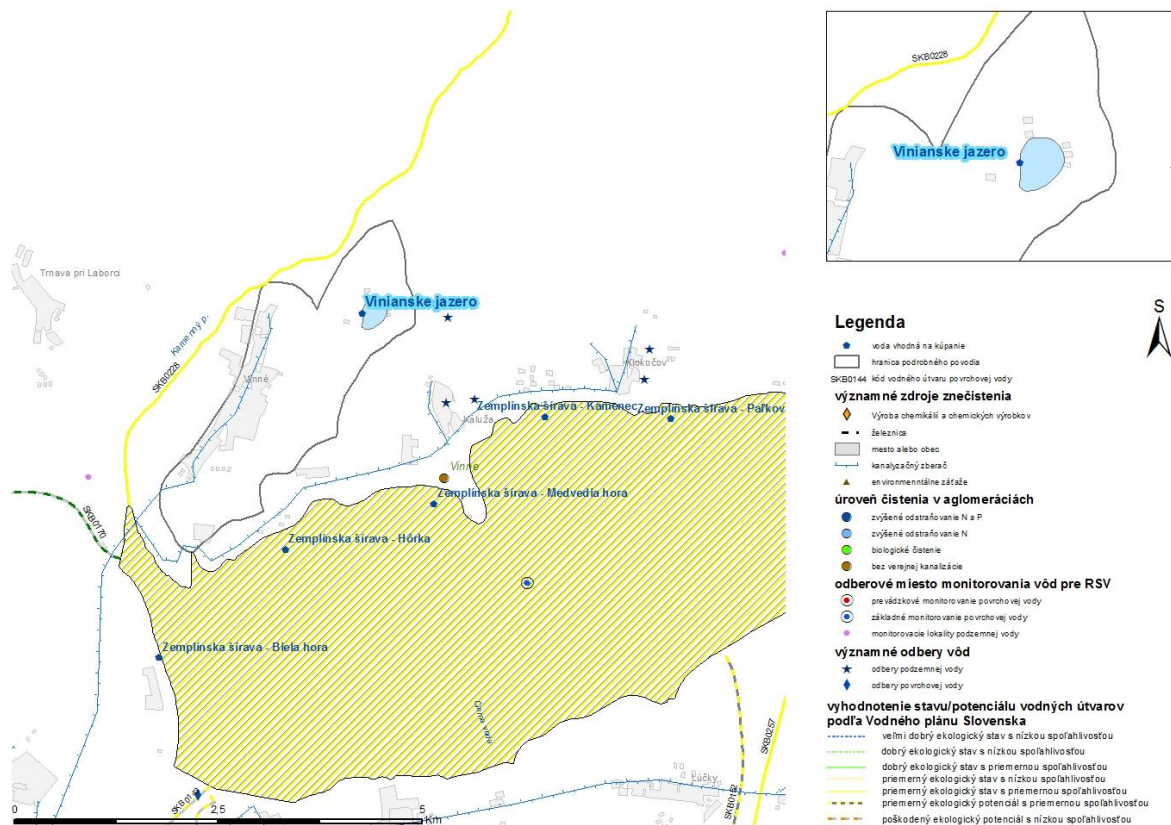 Trnava pri Laborci
Kamenný p.
SKB0228
Vinianske jazero
Vinné
Klokočov
Kaluža
Zemplínska šírava - Kamenec
Zemplínska šírava - Paľkov
Vinné
Zemplínska šírava - Medvedia hora
SKB0170
Zemplínska šírava - Hôrka
Zemplínska šírava - Biela hora
SKB0257
Lúčky
0 2,5 5
Km
SKB0228
Vinianske jazero
S
Legenda
voda vhodná na kúpanie
hranica podrobného povodia
SKB0144 kód vodného útvaru povrchovej vody
významné zdroje znečistenia
Výroba chemikálií a chemických výrobkov
železnica
mesto alebo obec
kanalyzačný zberač
environmenntálne záťaže
úroveň čistenia v aglomeráciách
zvýšené odstraňovanie N a P
zvýšené odstraňovanie N
biologické čistenie
bez verejnej kanalizácie
odberové miesto monitorovania vôd pre RSV
prevádzkové monitorovanie povrchovej vody
základné monitorovanie povrchovej vody
monitorovacie lokality podzemnej vody
významné odbery vôd
odbery podzemnej vody
odbery povrchovej vody
vyhodnotenie stavu/potenciálu vodných útvarov
podľa Vodného plánu Slovenska
veľmi dobrý ekologický stav s nízkou spoľahlivosťou
dobrý ekologický stav s nízkou spoľahlivosťou
dobrý ekologický stav s priemernou spoľahlivosťou
priemerný ekologický stav s nízkou spoľahlivosťou
priemerný ekologický stav s priemernou spoľahlivosťou
priemerný ekologický potenciál s priemernou spoľahlivosťou
poškodený ekologický potenciál s nízkou spoľahlivosťou